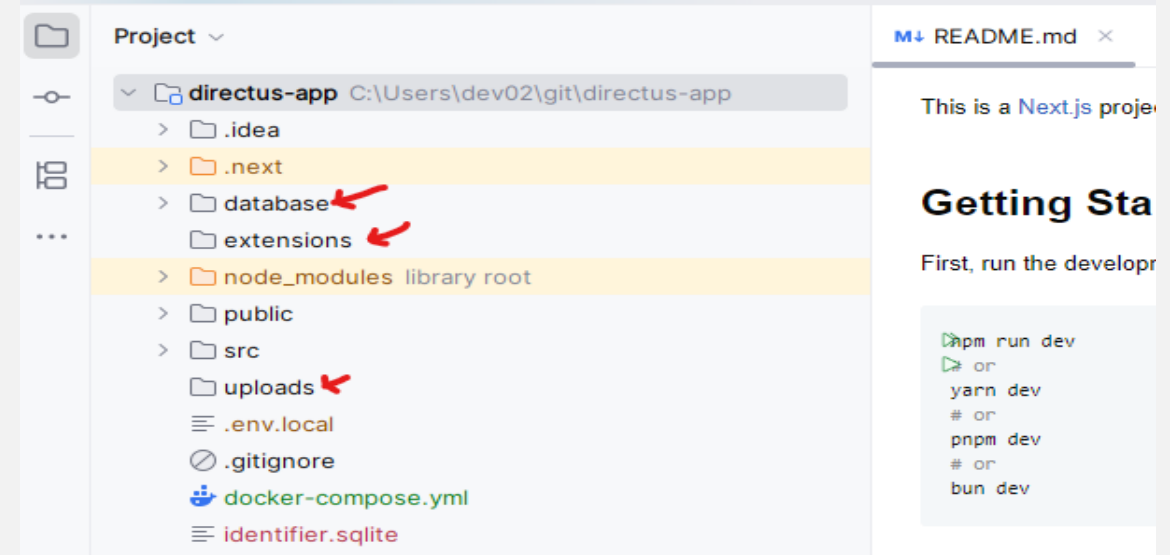 Project
directus-app C:\Users\dev02\git\directus-app
.idea
.next
database
extensions
node_modules library root
public
src
uploads
.env.local
.gitignore
docker-compose.yml
identifier.sqlite
M↓ README.md
This is a Next.js proje
Getting Sta
First, run the developr
npm run dev
# or
yarn dev
# or
pnpm dev
# or
bun dev